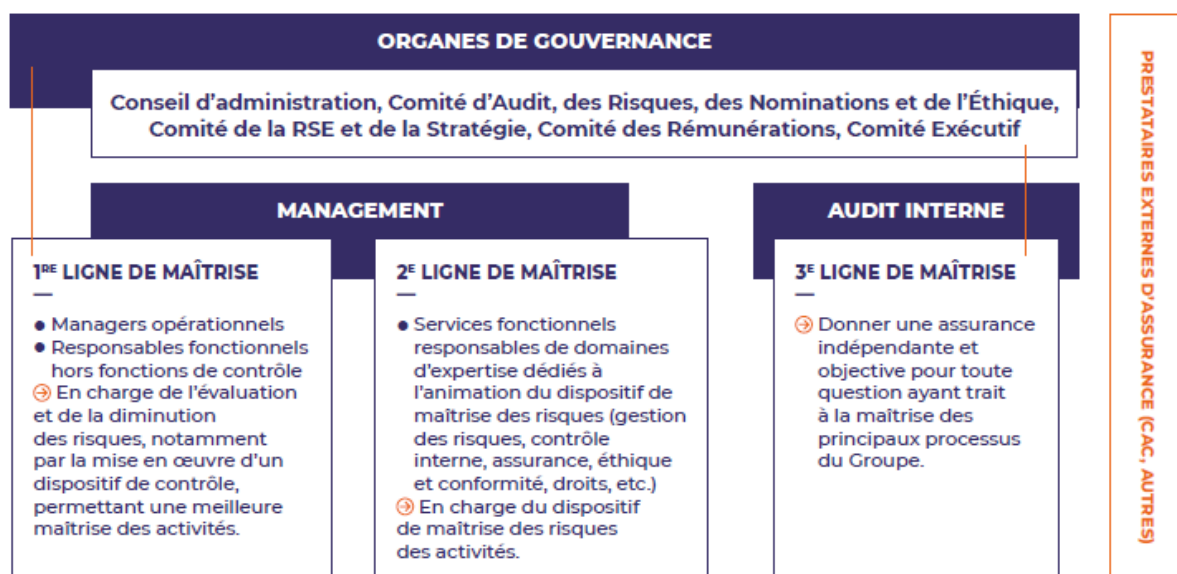 ORGANES DE GOUVERNANCE
Conseil d'administration, Comité d'Audit, des Risques, des Nominations et de l'Éthique,
Comité de la RSE et de la Stratégie, Comité des Rémunérations, Comité Exécutif
MANAGEMENT
1RE LIGNE DE MAÎTRISE
—
• Managers opérationnels
• Responsables fonctionnels
hors fonctions de contrôle
En charge de l'évaluation
et de la diminution
des risques, notamment
par la mise en œuvre d'un
dispositif de contrôle,
permettant une meilleure
maîtrise des activités.
2E LIGNE DE MAÎTRISE
—
• Services fonctionnels
responsables de domaines
d'expertise dédiés à
l'animation du dispositif de
maîtrise des risques (gestion
des risques, contrôle
interne, assurance, éthique
et conformité, droits, etc.)
En charge du dispositif
de maîtrise des risques
des activités.
AUDIT INTERNE
3E LIGNE DE MAÎTRISE
—
Donner une assurance
indépendante et
objective pour toute
question ayant trait
à la maîtrise des
principaux processus
du Groupe.
PRESTATAIRES EXTERNES D'ASSURANCE (CAC, AUTRES)